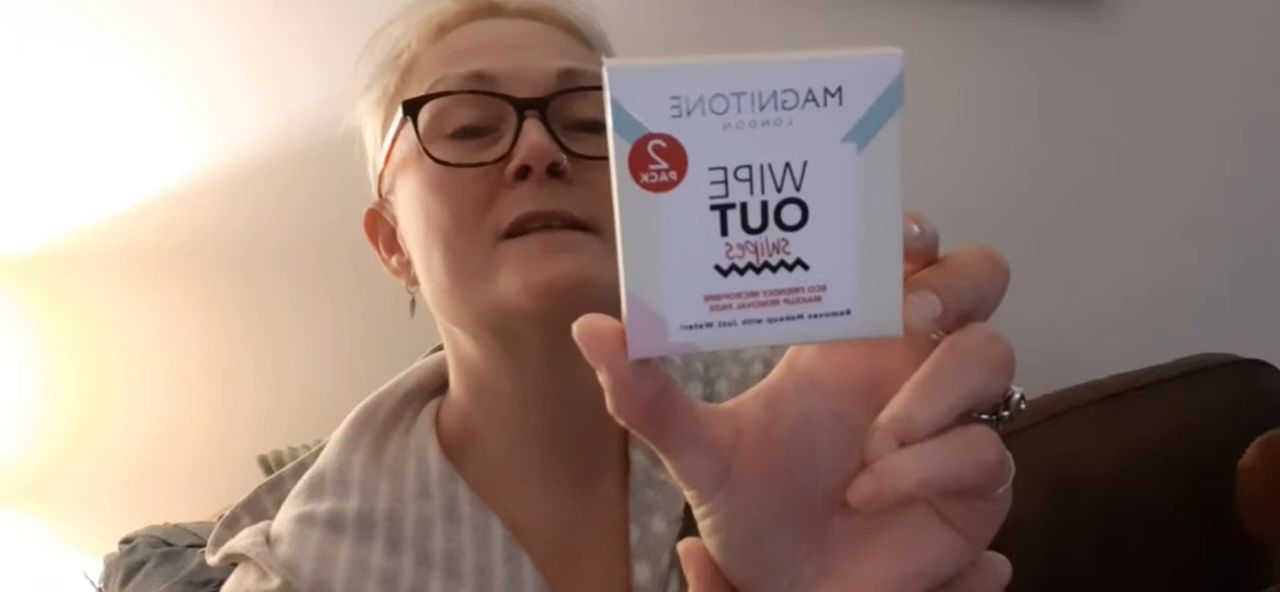 MAGNITONE
LONDON
2
PACK
WIPE
OUT
swipes
ECO FRIENDLY MICROFIBRE
MAKEUP REMOVAL PADS
Removes Makeup with Just Water!